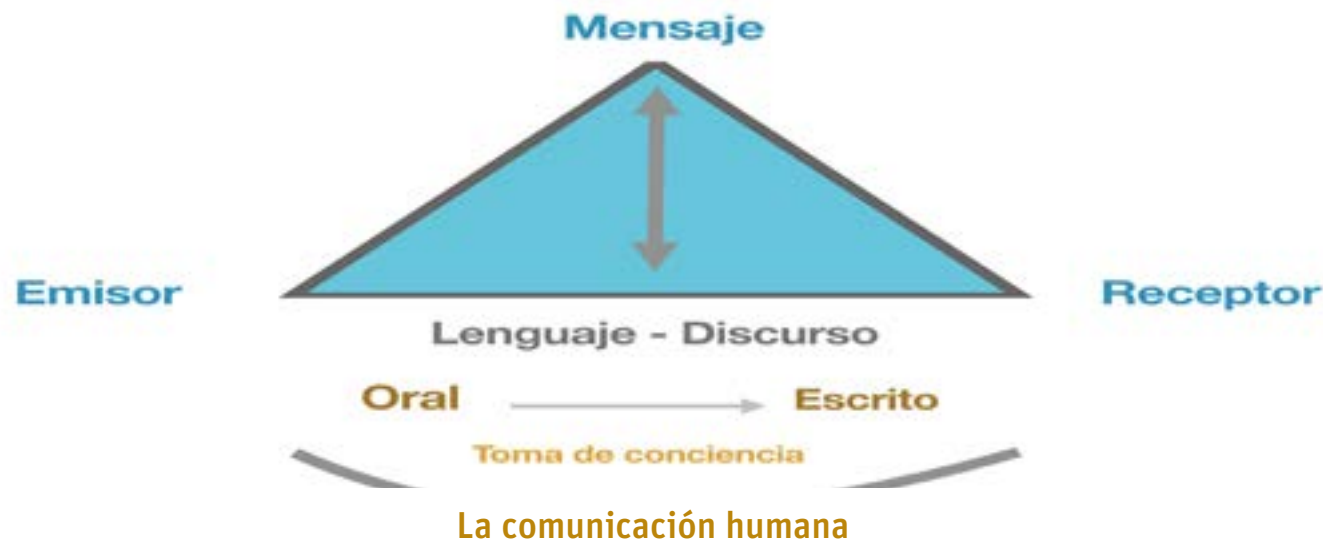 Mensaje
Emisor
Receptor
Lenguaje - Discurso
Oral
Escrito
Toma de conciencia
La comunicación humana